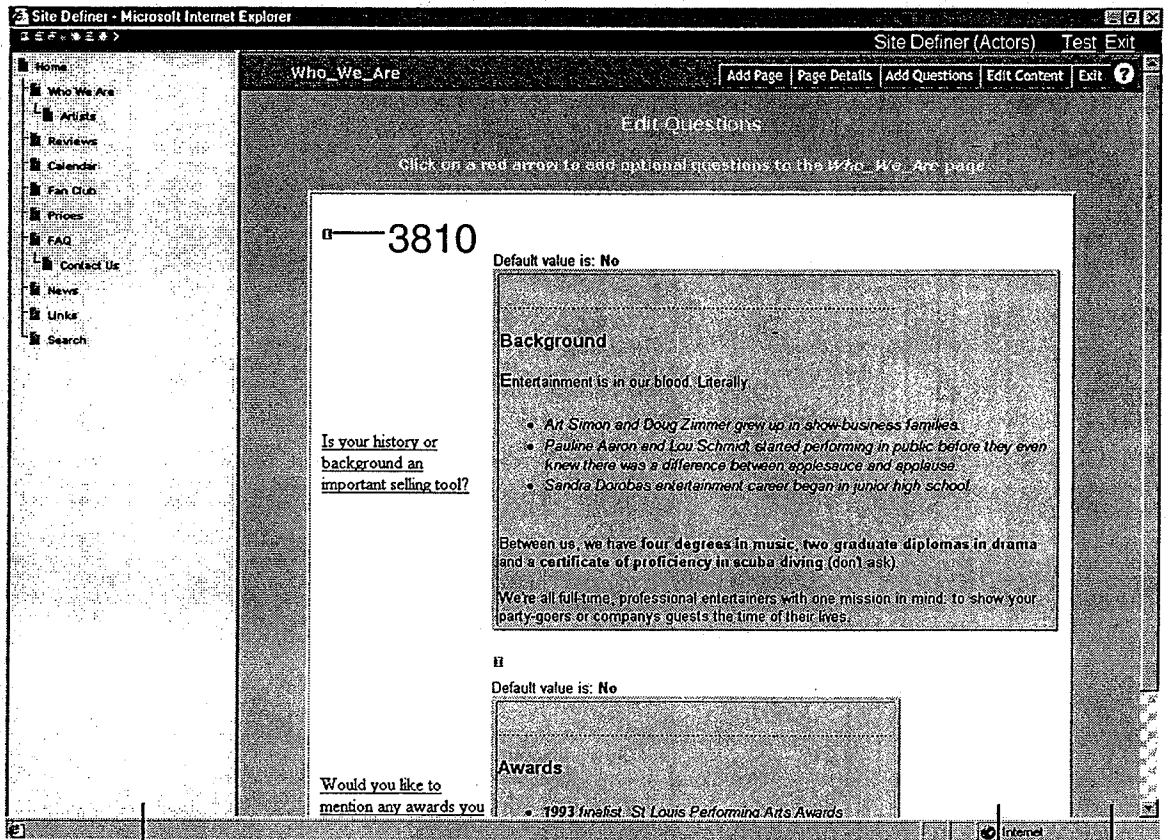 Site Definer - Microsoft Internet Explorer
Site Definer (Actors) Test Exit
Home
Who We Are
Artists
Reviews
Calendar
Fan Club
Prices
FAQ
Contact Us
News
Links
Search
Who_We_Are
Add Page Page Details Add Questions Edit Content Exit ?
Edit Questions
Click on a red arrow to add optional questions to the Who_We_Are page.
3810
Default value is: No
Background
Entertainment is in our blood. Literally.
• Art Simon and Doug Zimmer grew up in show-business families.
• Pauline Aaron and Lou Schmidt started performing in public before they even
knew there was a difference between applesauce and applause.
• Sandra Dorobas entertainment career began in junior high school.
Is your history or
background an
important selling tool?
Between us, we have four degrees in music, two graduate diplomas in drama
and a certificate of proficiency in scuba diving (don't ask).
We're all full-time, professional entertainers with one mission in mind: to show your
party-goers or companys guests the time of their lives.
Default value is: No
Awards
Would you like to
mention any awards you
• 1993 finalist. St Louis Performing Arts Awards
Internet